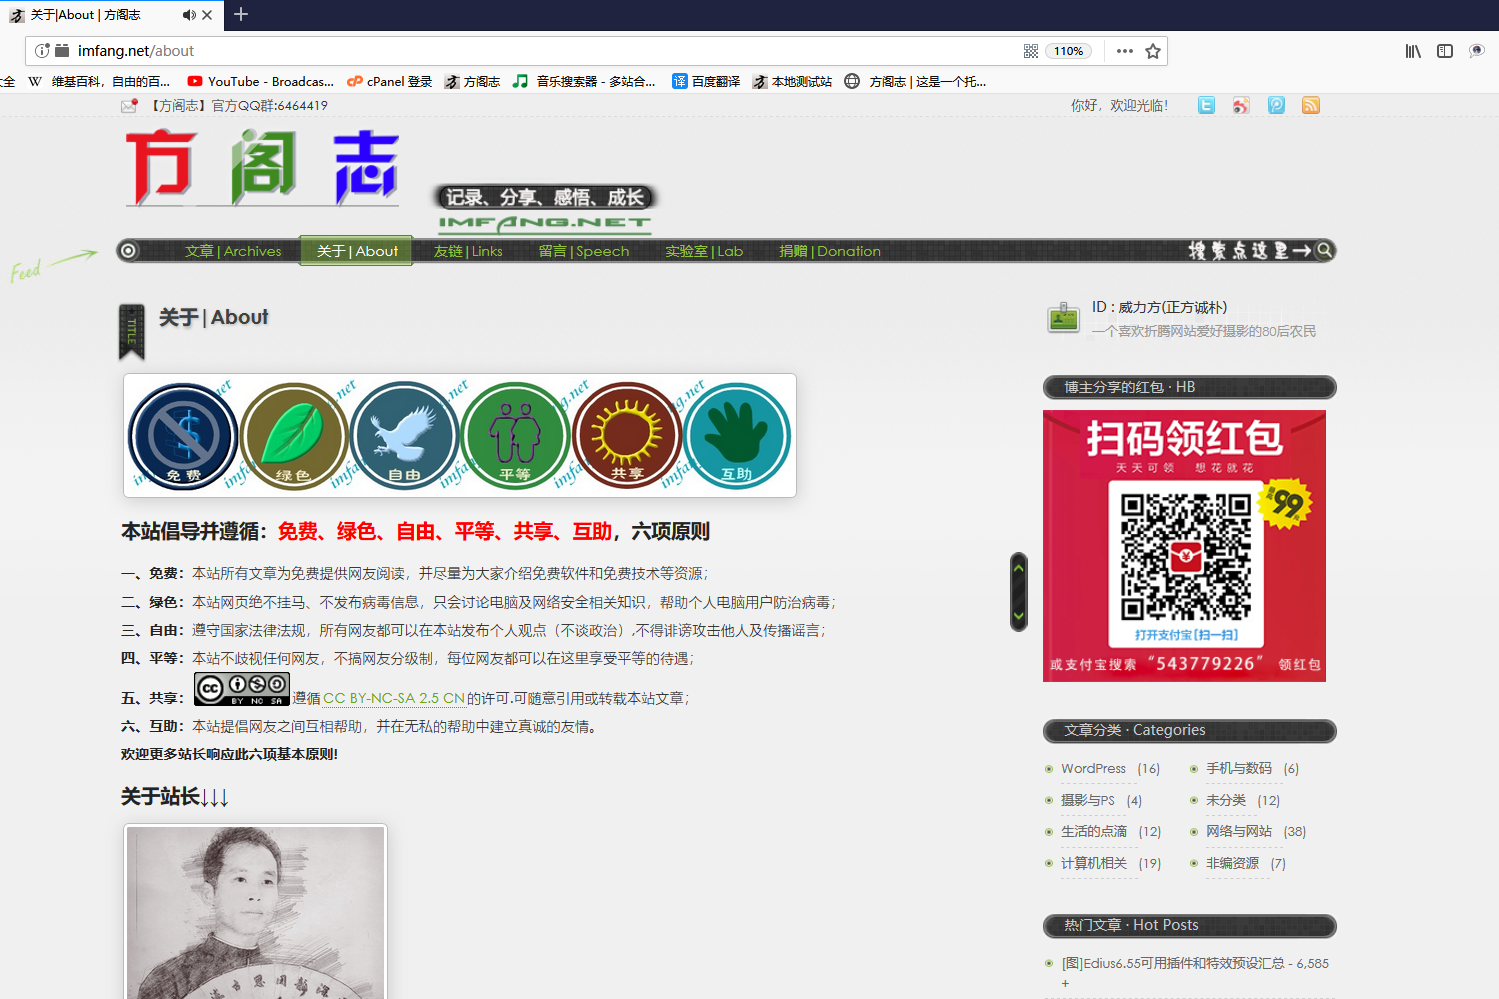 关于|About | 方阁志
imfang.net/about
110%
大全
维基百科，自由的百...
YouTube - Broadcas...
cPanel 登录
方阁志
音乐搜索器 - 多站合...
百度翻译
本地测试站
方阁志 | 这是一个托...
【方阁志】官方QQ群:6464419
你好，欢迎光临！
方阁志
记录、分享、感悟、成长
IMFANG.NET
Feed
文章 | Archives
关于 | About
友链 | Links
留言 | Speech
实验室 | Lab
捐赠 | Donation
搜索点这里→
TITLE
关于 | About
免费
绿色
自由
平等
共享
互助
本站倡导并遵循：免费、绿色、自由、平等、共享、互助，六项原则
一、免费：本站所有文章为免费提供网友阅读，并尽量为大家介绍免费软件和免费技术等资源；
二、绿色：本站网页绝不挂马、不发布病毒信息，只会讨论电脑及网络安全相关知识，帮助个人电脑用户防治病毒；
三、自由：遵守国家法律法规，所有网友都可以在本站发布个人观点（不谈政治）,不得诽谤攻击他人及传播谣言；
四、平等：本站不歧视任何网友，不搞网友分级制，每位网友都可以在这里享受平等的待遇；
五、共享：CC BY NC SA 遵循CC BY-NC-SA 2.5 CN的许可.可随意引用或转载本站文章；
六、互助：本站提倡网友之间互相帮助，并在无私的帮助中建立真诚的友情。
欢迎更多站长响应此六项基本原则!
关于站长↓↓↓
ID : 威力方(正方诚朴)
一个喜欢折腾网站爱好摄影的80后农民
博主分享的红包 · HB
扫码领红包
天天可领 想花就花
最高99
打开支付宝[扫一扫]
或支付宝搜索 “543779226” 领红包
文章分类 · Categories
WordPress (16)
手机与数码 (6)
摄影与PS (4)
未分类 (12)
生活的点滴 (12)
网络与网站 (38)
计算机相关 (19)
非编资源 (7)
热门文章 · Hot Posts
[图]Edius6.55可用插件和特效预设汇总 - 6,585
+